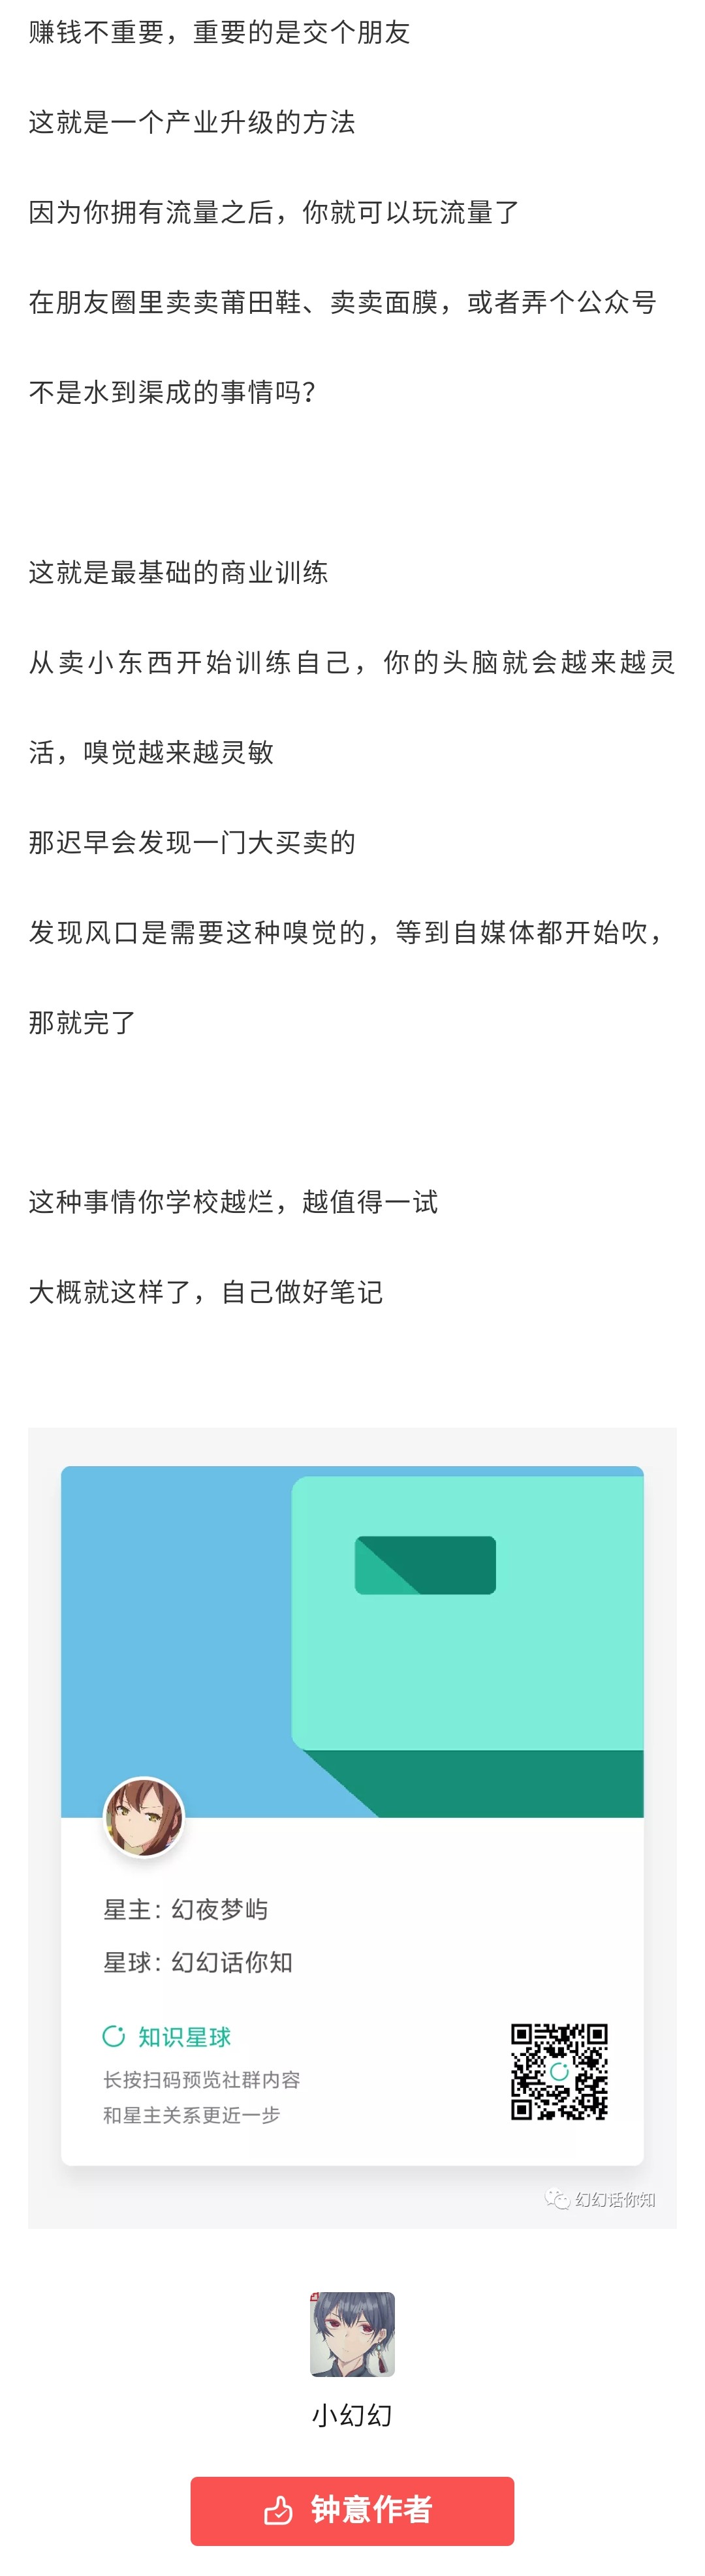 赚钱不重要，重要的是交个朋友
这就是一个产业升级的方法
因为你拥有流量之后，你就可以玩流量了
在朋友圈里卖卖莆田鞋、卖卖面膜，或者弄个公众号
不是水到渠成的事情吗？
这就是最基础的商业训练
从卖小东西开始训练自己，你的头脑就会越来越灵
活，嗅觉越来越灵敏
那迟早会发现一门大买卖的
发现风口是需要这种嗅觉的，等到自媒体都开始吹，
那就完了
这种事情你学校越烂，越值得一试
大概就这样了，自己做好笔记
星主：幻夜梦屿
星球：幻幻话你知
知识星球
长按扫码预览社群内容
和星主关系更近一步
幻幻话你知
小幻幻
钟意作者